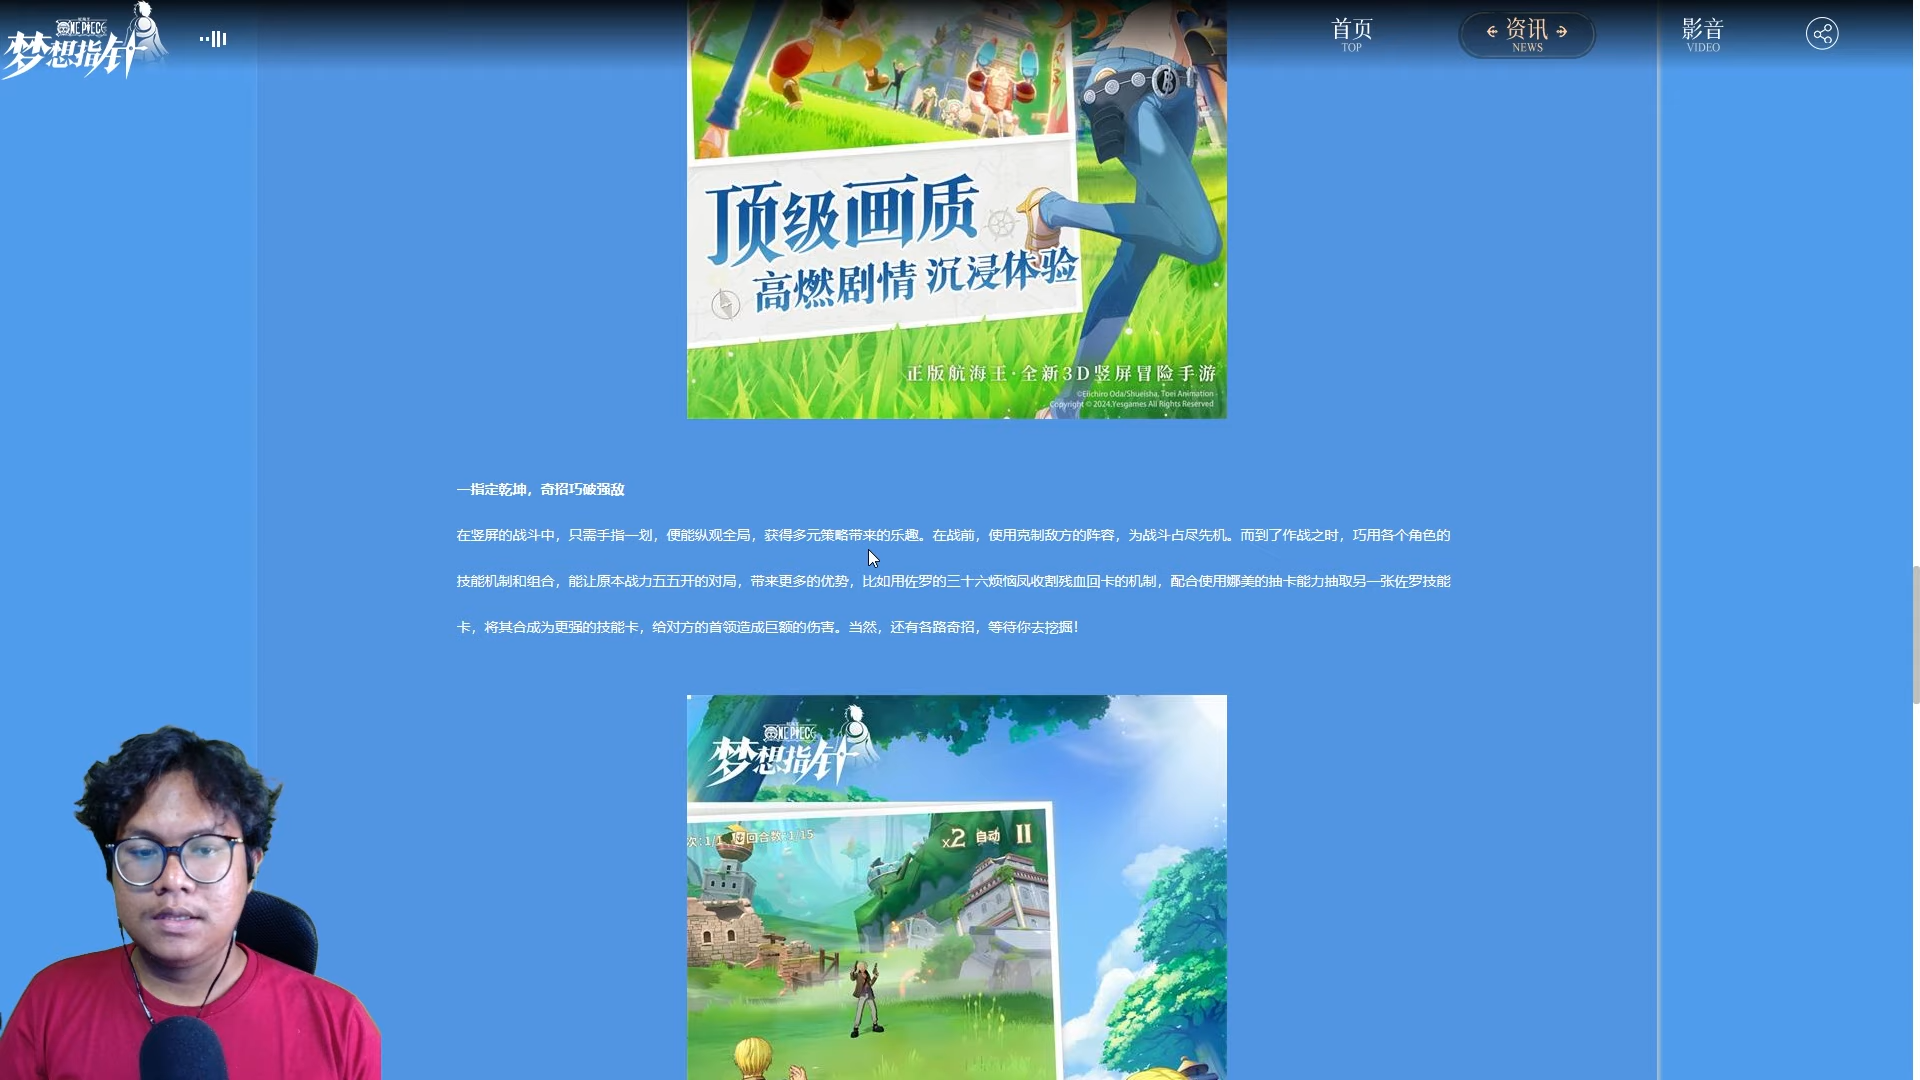 ONE PIECE
梦想指针
首页
TOP
资讯
NEWS
影音
VIDEO
顶级画质
高燃剧情 沉浸体验
正版航海王·全新3D竖屏冒险手游
©Eiichiro Oda/Shueisha, Toei Animation
Copyright © 2024.Yesgames All Rights Reserved
一指定乾坤，奇招巧破强敌
在竖屏的战斗中，只需手指一划，便能纵观全局，获得多元策略带来的乐趣。在战前，使用克制敌方的阵容，为战斗占尽先机。而到了作战之时，巧用各个角色的
技能机制和组合，能让原本战力五五开的对局，带来更多的优势，比如用佐罗的三十六烦恼凤收割残血回卡的机制，配合使用娜美的抽卡能力抽取另一张佐罗技能
卡，将其合成为更强的技能卡，给对方的首领造成巨额的伤害。当然，还有各路奇招，等待你去挖掘！
ONE PIECE
梦想指针
次:1/1 回合数:1/15
x2 自动